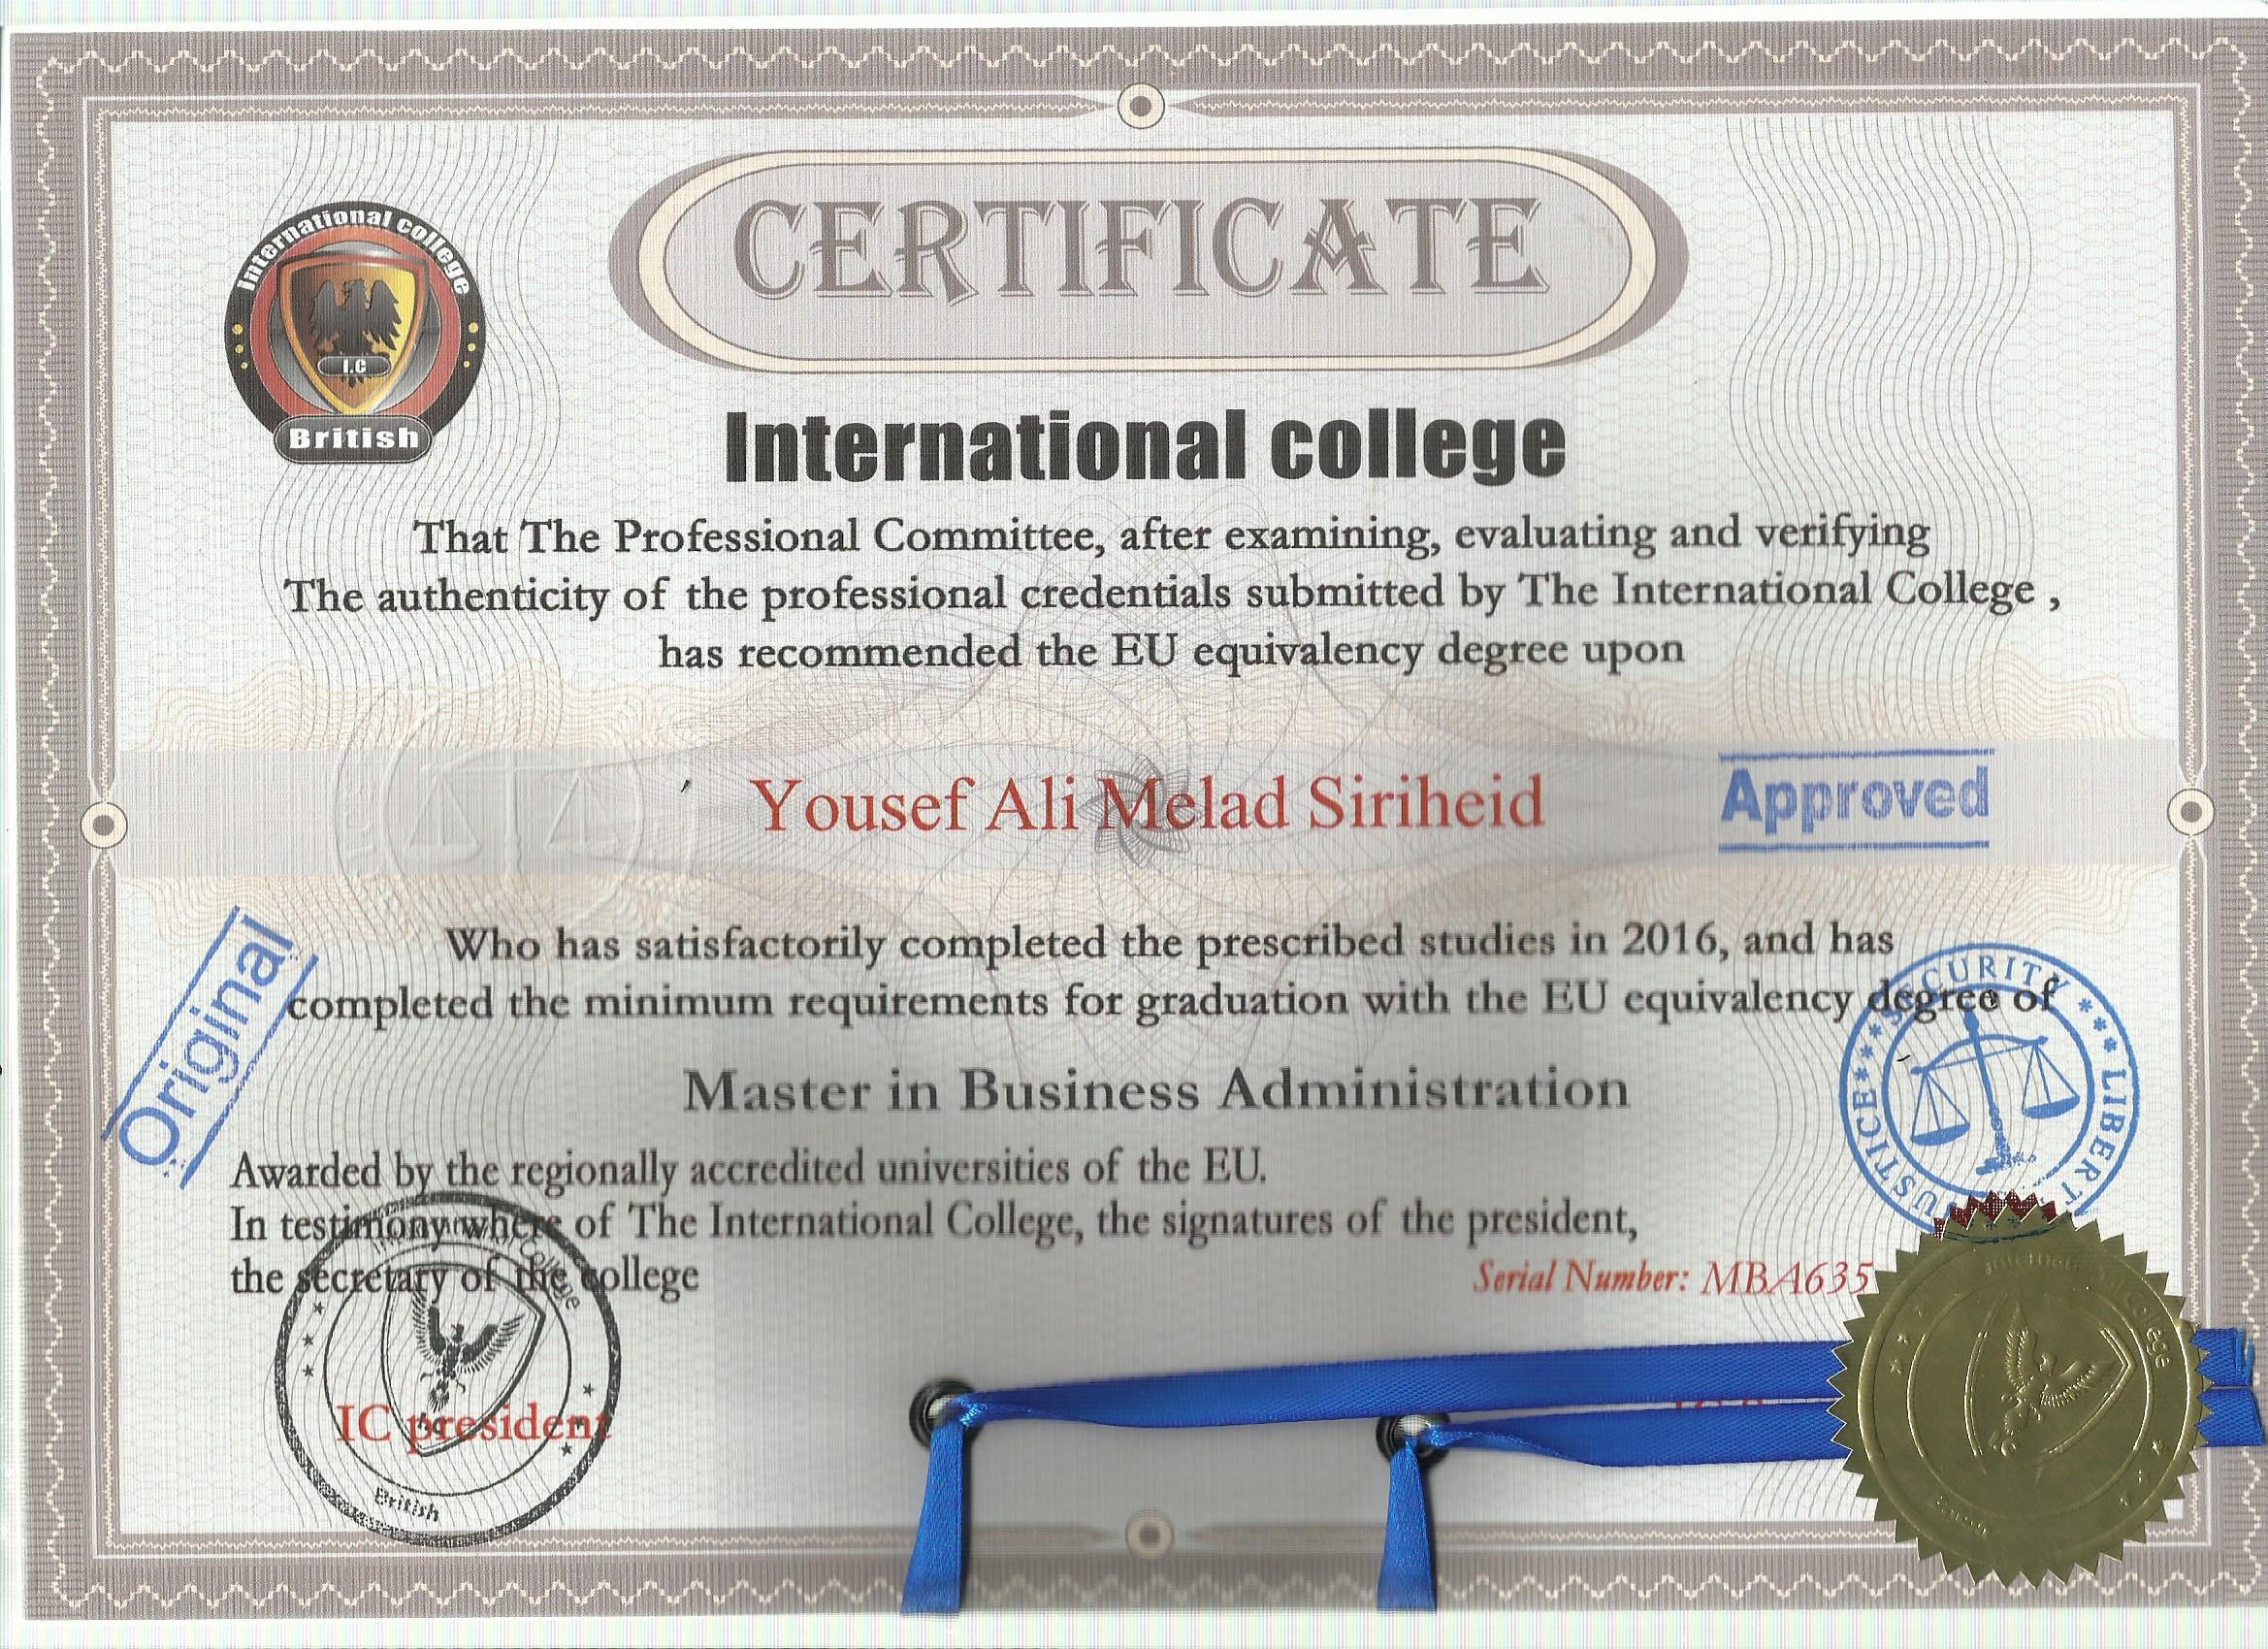 CERTIFICATE
International college
I.C
British
International college
That The Professional Committee, after examining, evaluating and verifying
The authenticity of the professional credentials submitted by The International College ,
has recommended the EU equivalency degree upon
Yousef Ali Melad Siriheid
Approved
Original
Who has satisfactorily completed the prescribed studies in 2016, and has
completed the minimum requirements for graduation with the EU equivalency degree of
SECURITY *** LIBERT JUSTICE***
Master in Business Administration
Awarded by the regionally accredited universities of the EU.
In testimony where of The International College, the signatures of the president,
the secretary of the college
Serial Number: MBA635
College
IC president
British
College